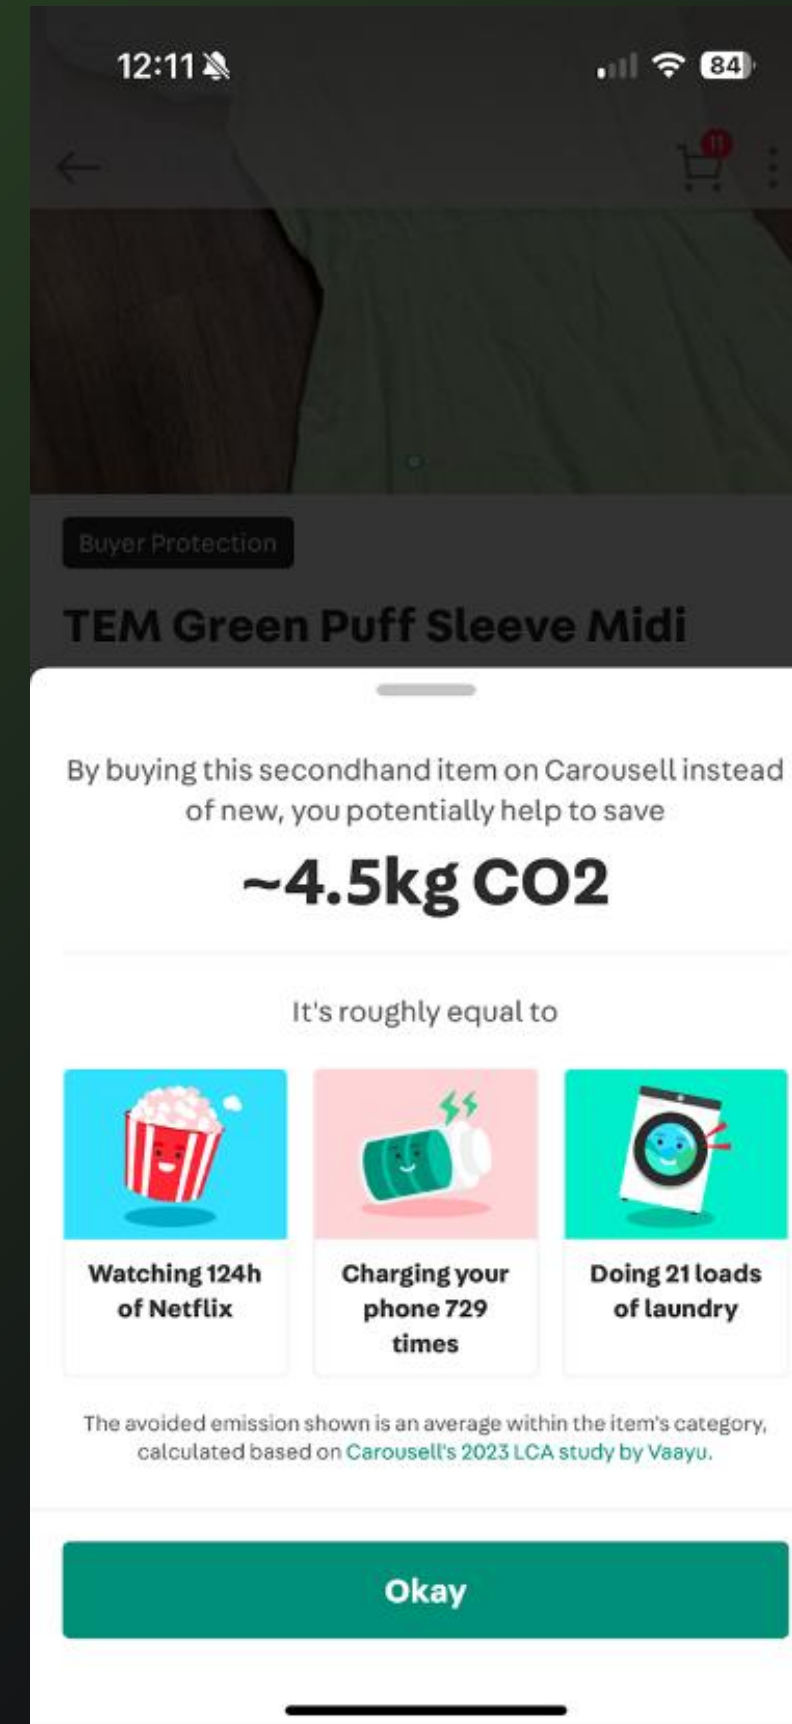 12:11
84
11
Buyer Protection
TEM Green Puff Sleeve Midi
By buying this secondhand item on Carousell instead
of new, you potentially help to save
~4.5kg CO2
It's roughly equal to
Watching 124h
of Netflix
Charging your
phone 729
times
Doing 21 loads
of laundry
The avoided emission shown is an average within the item's category,
calculated based on Carousell's 2023 LCA study by Vaayu.
Okay